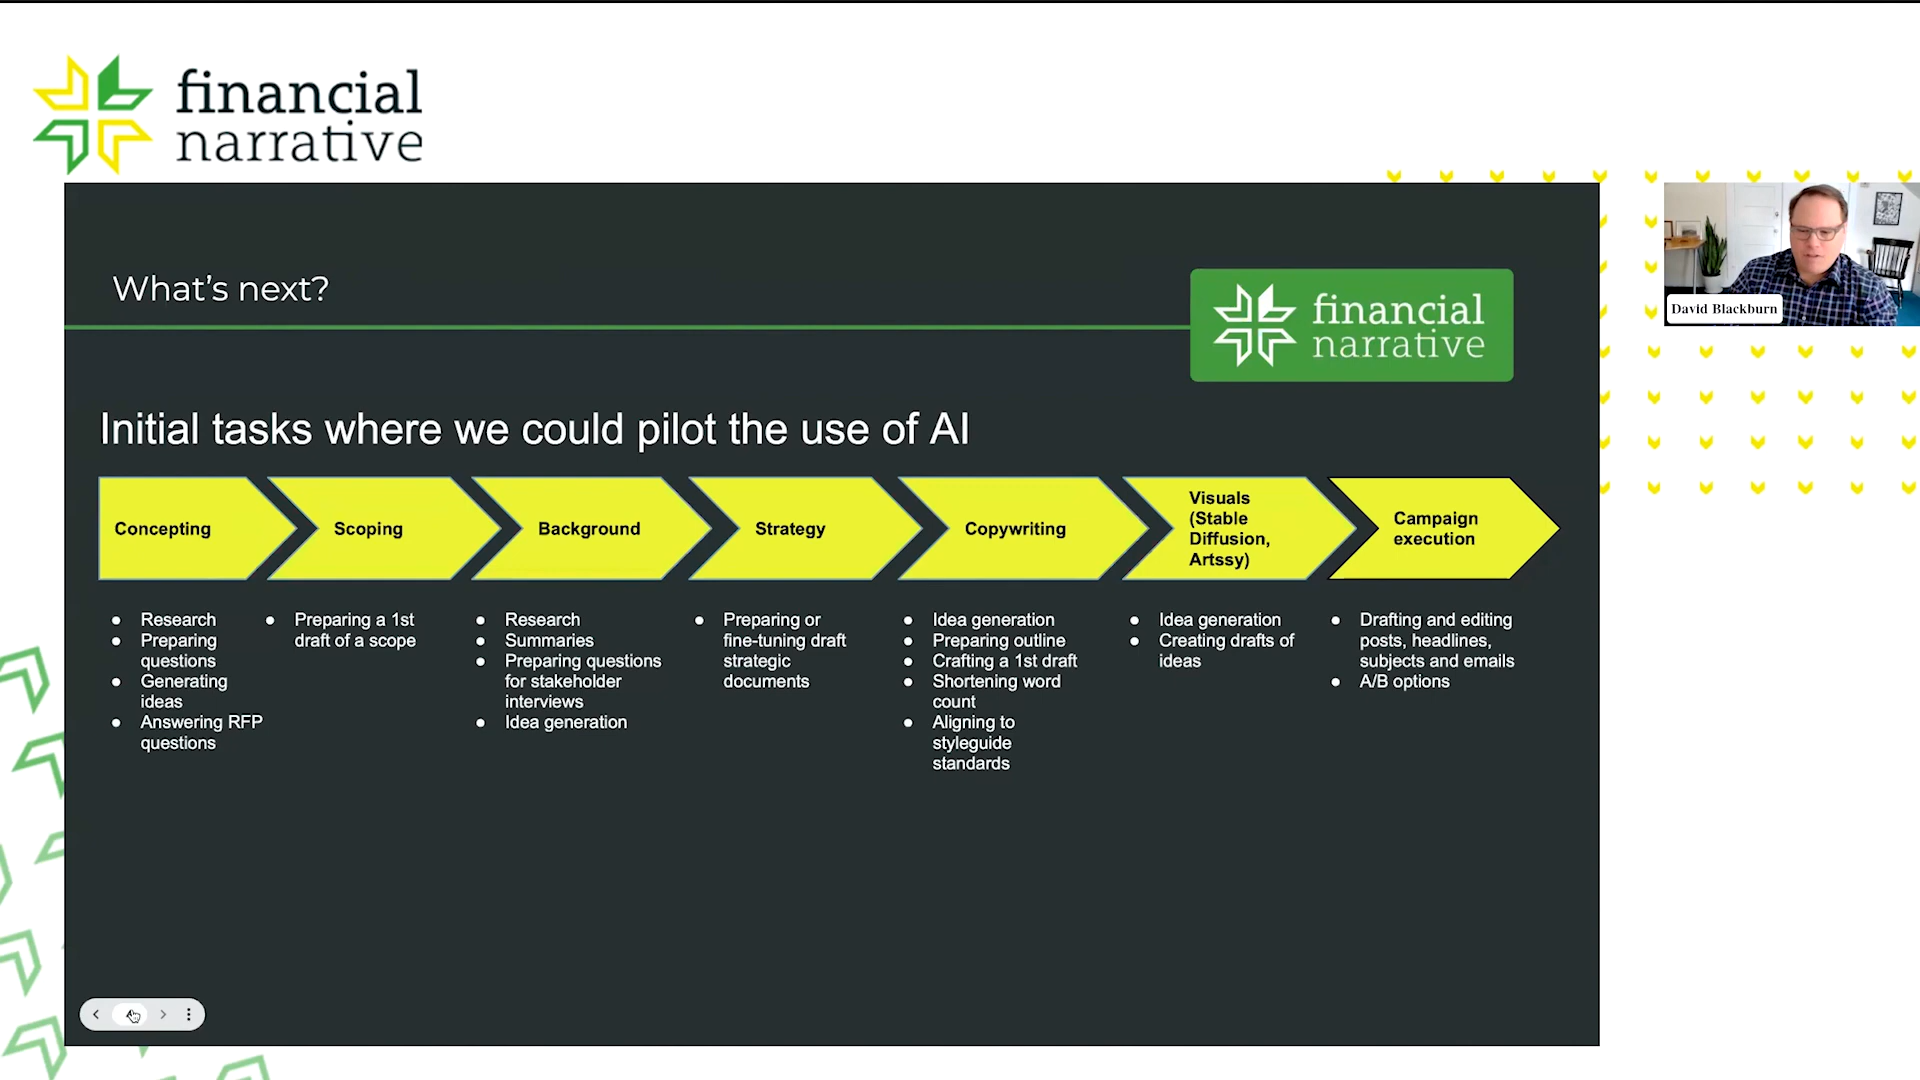 financial
narrative
What's next?
financial
narrative
David Blackburn
Initial tasks where we could pilot the use of AI
Concepting
Scoping
Background
Strategy
Copywriting
Visuals
(Stable
Diffusion,
Artssy)
Campaign
execution
● Research
● Preparing
questions
● Generating
ideas
● Answering RFP
questions
● Preparing a 1st
draft of a scope
● Research
● Summaries
● Preparing questions
for stakeholder
interviews
● Idea generation
● Preparing or
fine-tuning draft
strategic
documents
● Idea generation
● Preparing outline
● Crafting a 1st draft
● Shortening word
count
● Aligning to
styleguide
standards
● Idea generation
● Creating drafts of
ideas
● Drafting and editing
posts, headlines,
subjects and emails
● A/B options